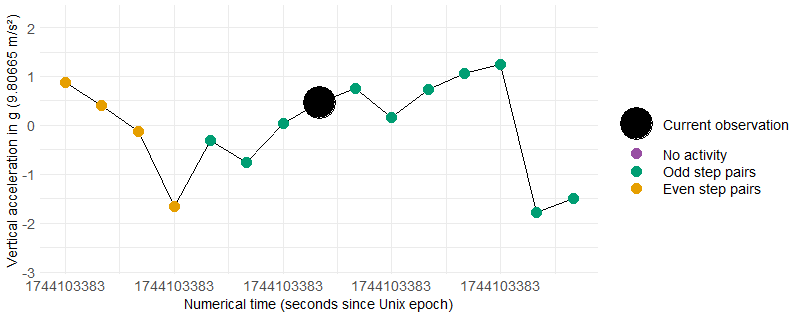 Vertical acceleration in g (9.80665 m/s²)
2
1
0
-1
-2
-3
1744103383 1744103383 1744103383 1744103383 1744103383
Numerical time (seconds since Unix epoch)
Current observation
No activity
Odd step pairs
Even step pairs